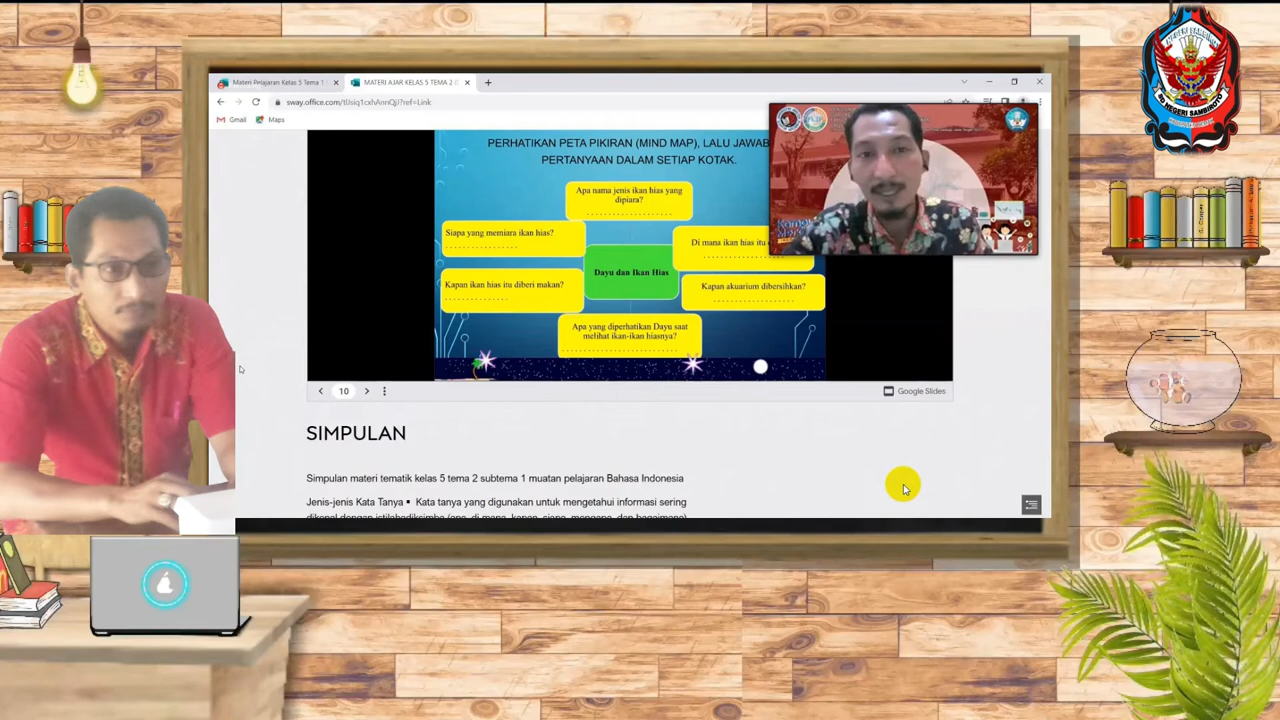 Materi Pelajaran Kelas 5 Tema 1
MATERI AJAR KELAS 5 TEMA 2
Gmail
Maps
PERHATIKAN PETA PIKIRAN (MIND MAP), LALU JAWAB
PERTANYAAN DALAM SETIAP KOTAK.
Apa nama jenis ikan hias yang
dipiara?
Siapa yang memiara ikan hias?
Di mana ikan hias itu
Dayu dan Ikan Hias
Kapan ikan hias itu diberi makan?
Kapan akuarium dibersihkan?
Apa yang diperhatikan Dayu saat
melihat ikan-ikan hiasnya?
10
Google Slides
SIMPULAN
Simpulan materi tematik kelas 5 tema 2 subtema 1 muatan pelajaran Bahasa Indonesia
Jenis-jenis Kata Tanya▪ Kata tanya yang digunakan untuk mengetahui informasi sering
SD NEGERI SAMBIROTO